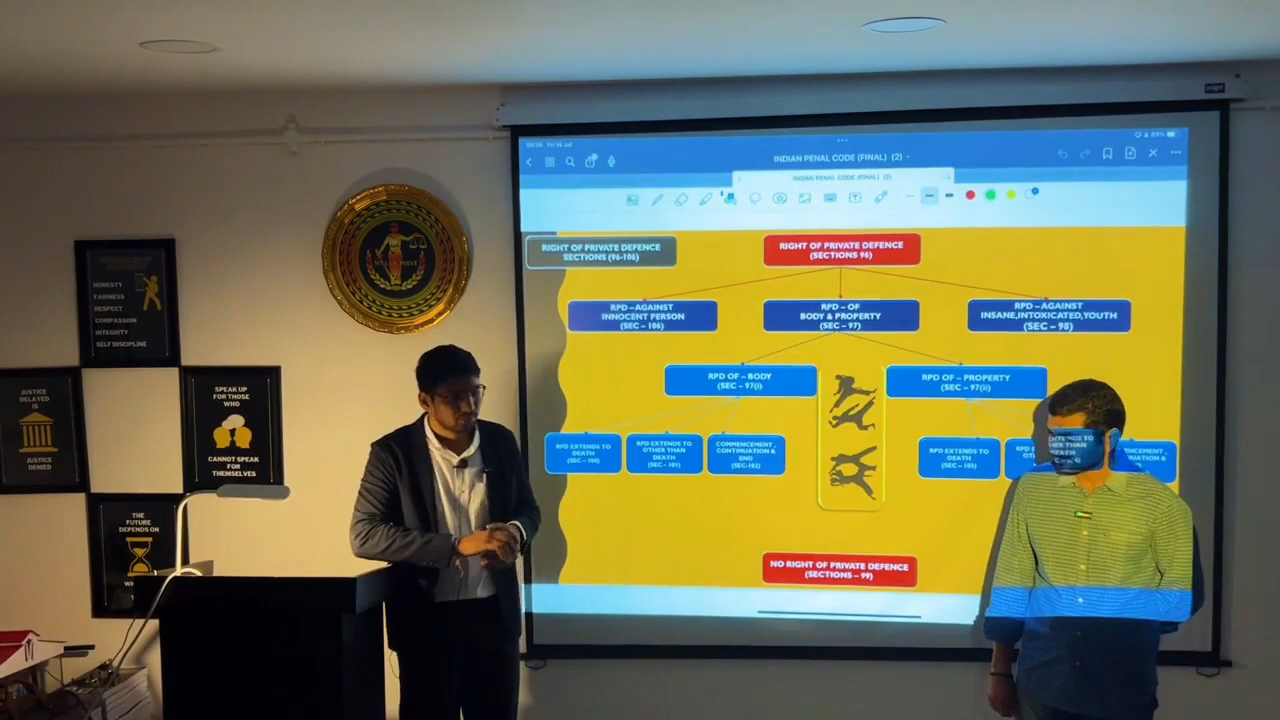 INDIAN PENAL CODE (FINAL) (2)
INDIAN PENAL CODE (FINAL) (2)
89%
RIGHT OF PRIVATE DEFENCE
SECTIONS (96-106)
RIGHT OF PRIVATE DEFENCE
(SECTIONS 96)
RPD –AGAINST
INNOCENT PERSON
(SEC – 106)
RPD – OF
BODY & PROPERTY
(SEC – 97)
RPD –AGAINST
INSANE,INTOXICATED,YOUTH
(SEC – 98)
RPD OF – BODY
(SEC – 97(i)
RPD OF – PROPERTY
(SEC – 97(ii)
RPD EXTENDS TO
DEATH
(SEC – 100)
RPD EXTENDS TO
OTHER THAN
DEATH
(SEC – 101)
COMMENCEMENT ,
CONTINUATION &
END
(SEC-102)
RPD EXTENDS TO
DEATH
(SEC – 103)
NO RIGHT OF PRIVATE DEFENCE
(SECTIONS – 99)
HONESTY
FAIRNESS
RESPECT
COMPASSION
INTEGRITY
SELF DISCIPLINE
JUSTICE
DELAYED
IS
JUSTICE
DENIED
SPEAK UP
FOR THOSE
WHO
CANNOT
SPEAK FOR
THEMSELVES
THE
FUTURE
DEPENDS ON